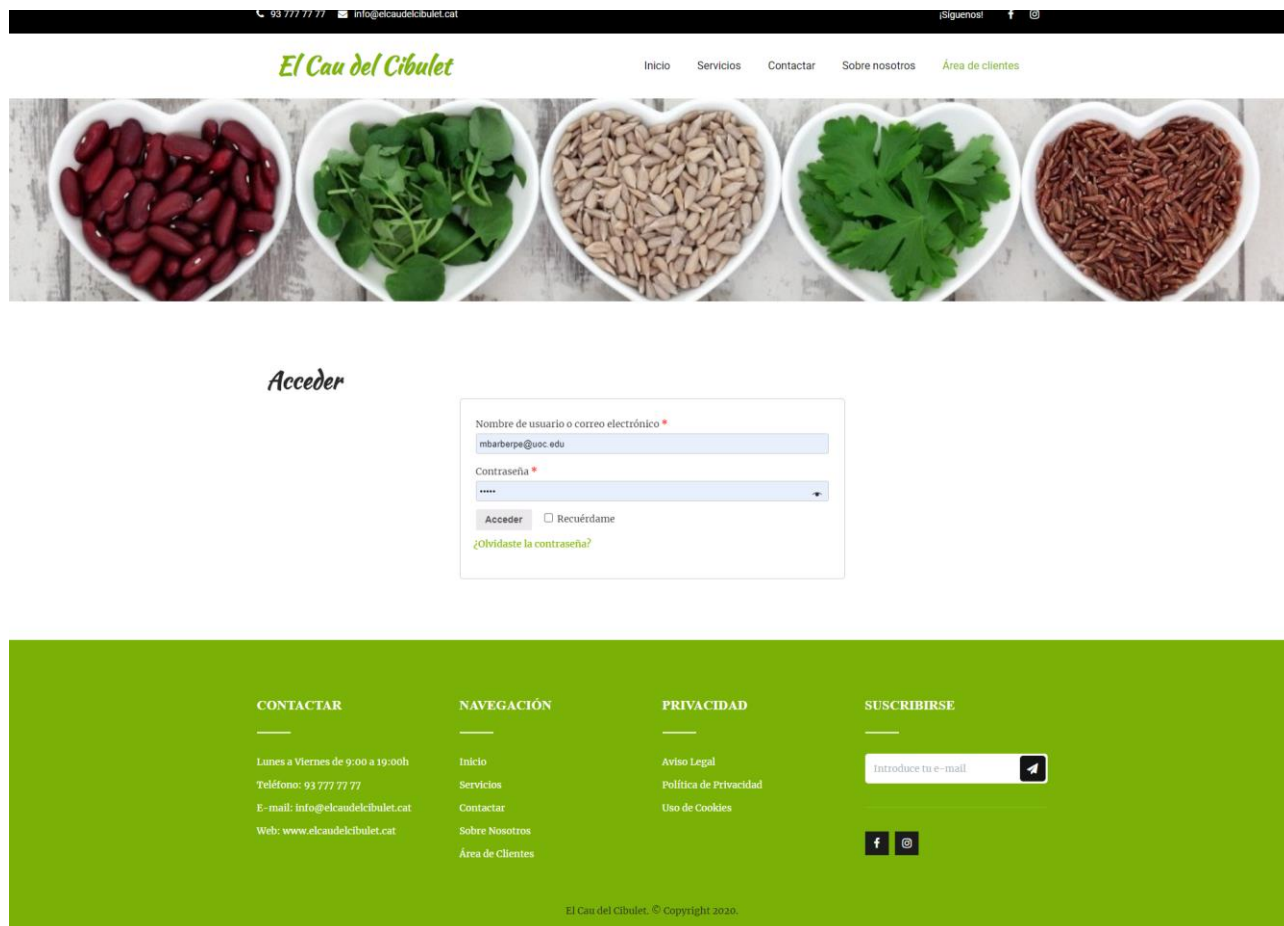 93 777 77 77 info@elcaudelcibulet.cat ¡Síguenos!
El Cau del Cibulet
Inicio Servicios Contactar Sobre nosotros Área de clientes
Acceder
Nombre de usuario o correo electrónico *
mbarberpe@uoc.edu
Contraseña *
•••••
Acceder Recuérdame
¿Olvidaste la contraseña?
CONTACTAR
Lunes a Viernes de 9:00 a 19:00h
Teléfono: 93 777 77 77
E-mail: info@elcaudelcibulet.cat
Web: www.elcaudelcibulet.cat
NAVEGACIÓN
Inicio
Servicios
Contactar
Sobre Nosotros
Área de Clientes
PRIVACIDAD
Aviso Legal
Política de Privacidad
Uso de Cookies
SUSCRIBIRSE
Introduce tu e-mail
El Cau del Cibulet. © Copyright 2020.